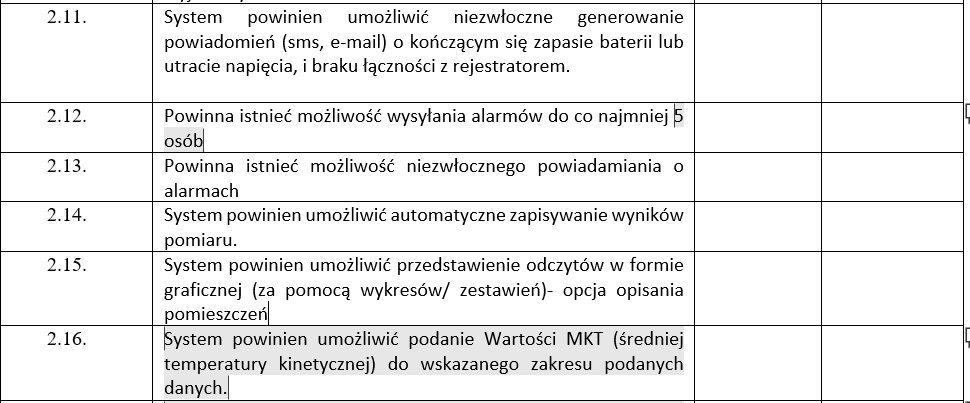 2.11. System powinien umożliwić niezwłoczne generowanie
powiadomień (sms, e-mail) o kończącym się zapasie baterii lub
utracie napięcia, i braku łączności z rejestratorem.
2.12. Powinna istnieć możliwość wysyłania alarmów do co najmniej 5
osób
2.13. Powinna istnieć możliwość niezwłocznego powiadamiania o
alarmach
2.14. System powinien umożliwić automatyczne zapisywanie wyników
pomiaru.
2.15. System powinien umożliwić przedstawienie odczytów w formie
graficznej (za pomocą wykresów/ zestawień)- opcja opisania
pomieszczeń
2.16. System powinien umożliwić podanie Wartości MKT (średniej
temperatury kinetycznej) do wskazanego zakresu podanych
danych.